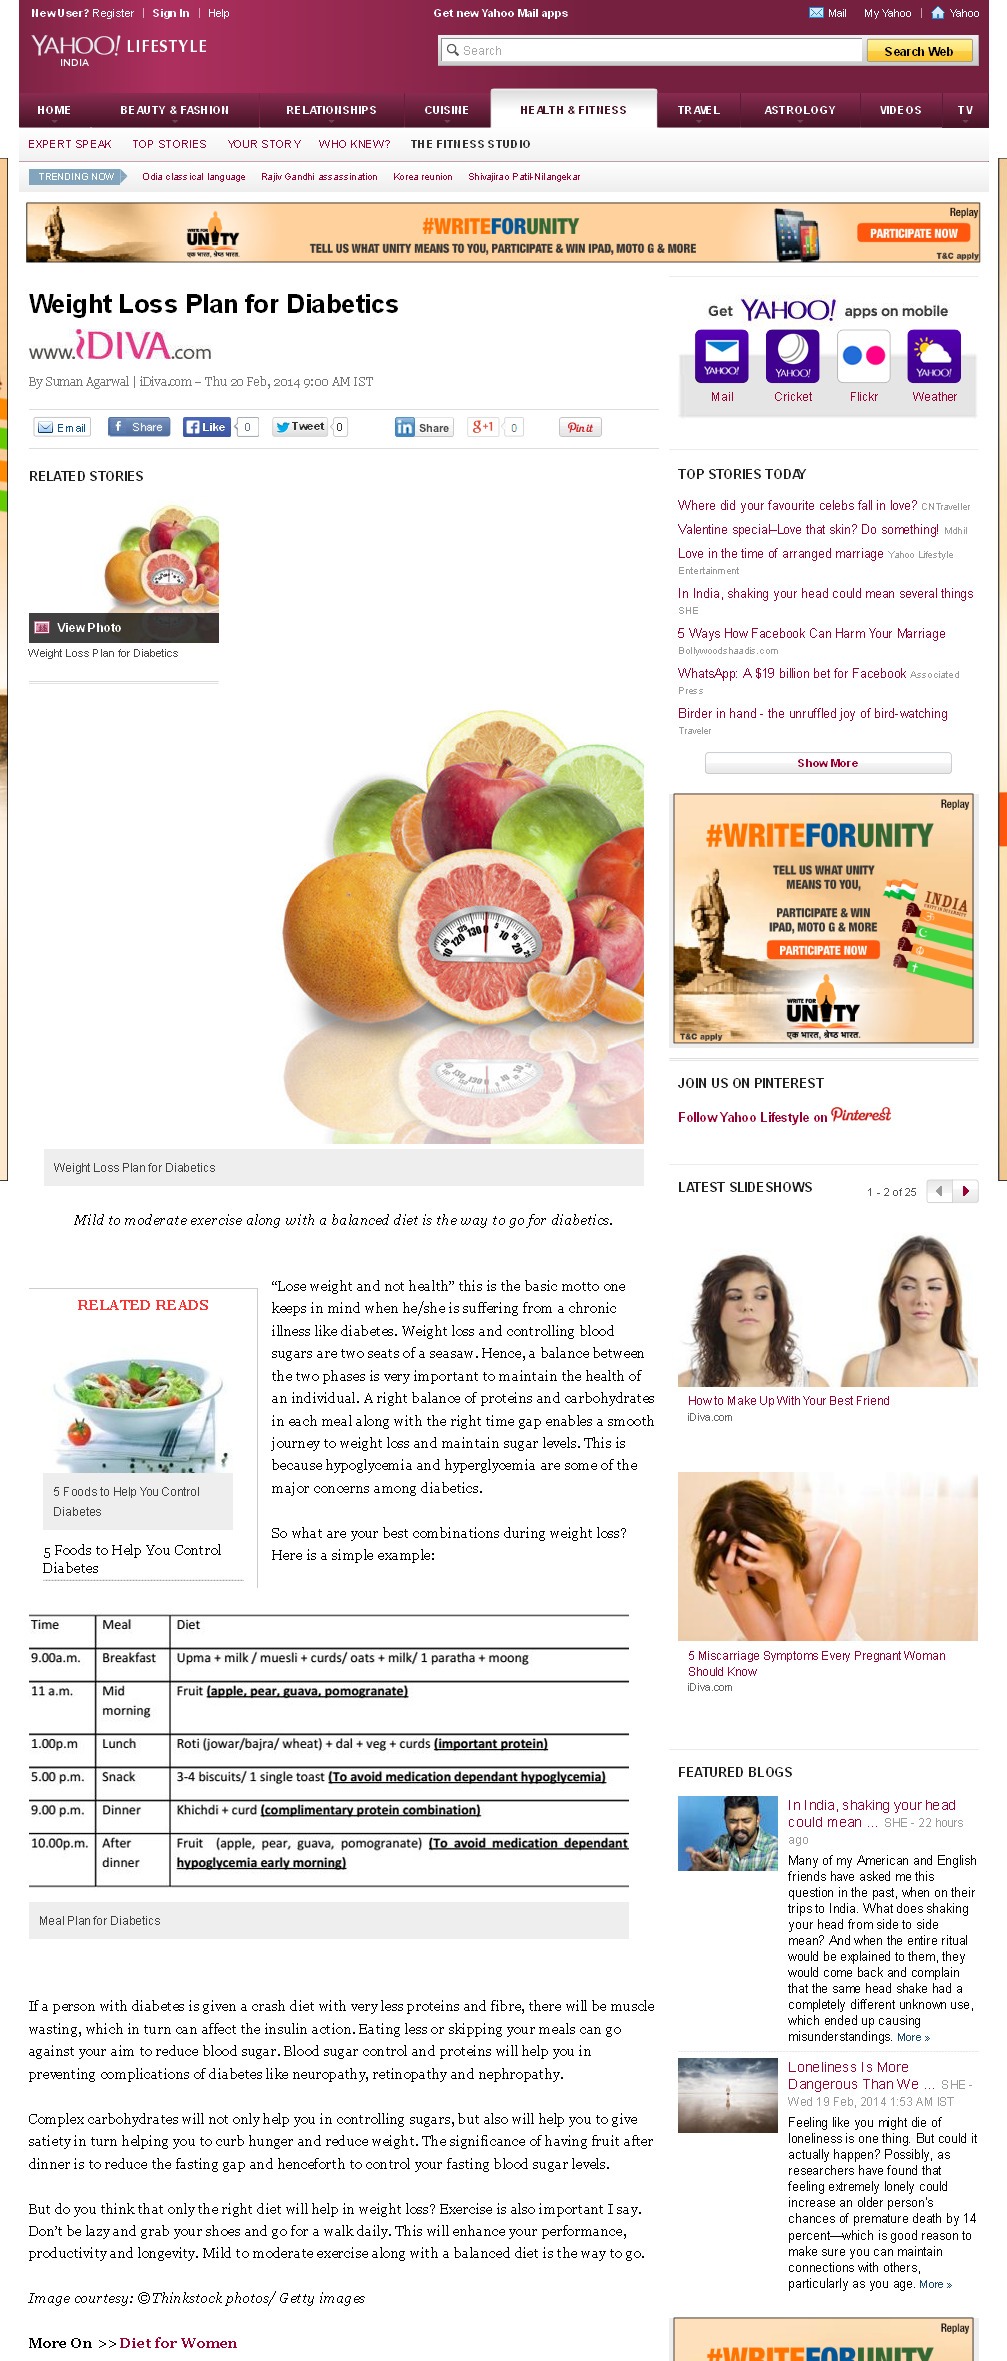 New User? Register | Sign In | Help
Get new Yahoo Mail apps
Mail My Yahoo | Yahoo
YAHOO! LIFESTYLE
INDIA
Search
Search Web
HOME BEAUTY & FASHION RELATIONSHIPS CUISINE HEALTH & FITNESS TRAVEL ASTROLOGY VIDEOS TV
EXPERT SPEAK TOP STORIES YOUR STORY WHO KNEW? THE FITNESS STUDIO
TRENDING NOW Odia classical language Rajiv Gandhi assassination Korea reunion Shivajirao Patil-Nilangekar
WRITE FOR
UNITY
एक भारत, श्रेष्ठ भारत.
#WRITEFORUNITY
TELL US WHAT UNITY MEANS TO YOU, PARTICIPATE & WIN IPAD, MOTO G & MORE
Replay
PARTICIPATE NOW
T&C apply
Weight Loss Plan for Diabetics
www.iDIVA.com
By Suman Agarwal | iDiva.com – Thu 20 Feb, 2014 9:00 AM IST
Email Share Like 0 Tweet 0 Share g+1 0 Pin it
RELATED STORIES
View Photo
Weight Loss Plan for Diabetics
110 120 130 0 5 10 15 20 25
Weight Loss Plan for Diabetics
Mild to moderate exercise along with a balanced diet is the way to go for diabetics.
RELATED READS
5 Foods to Help You Control
Diabetes
5 Foods to Help You Control
Diabetes
“Lose weight and not health” this is the basic motto one
keeps in mind when he/she is suffering from a chronic
illness like diabetes. Weight loss and controlling blood
sugars are two seats of a seasaw. Hence, a balance between
the two phases is very important to maintain the health of
an individual. A right balance of proteins and carbohydrates
in each meal along with the right time gap enables a smooth
journey to weight loss and maintain sugar levels. This is
because hypoglycemia and hyperglycemia are some of the
major concerns among diabetics.
So what are your best combinations during weight loss?
Here is a simple example:
Time Meal Diet
9.00a.m. Breakfast Upma + milk / muesli + curds/ oats + milk/ 1 paratha + moong
11 a.m. Mid Fruit (apple, pear, guava, pomogranate)
morning
1.00p.m Lunch Roti (jowar/bajra/ wheat) + dal + veg + curds (important protein)
5.00 p.m. Snack 3-4 biscuits/ 1 single toast (To avoid medication dependant hypoglycemia)
9.00 p.m. Dinner Khichdi + curd (complimentary protein combination)
10.00p.m. After Fruit (apple, pear, guava, pomogranate) (To avoid medication dependant
dinner hypoglycemia early morning)
Meal Plan for Diabetics
If a person with diabetes is given a crash diet with very less proteins and fibre, there will be muscle
wasting, which in turn can affect the insulin action. Eating less or skipping your meals can go
against your aim to reduce blood sugar. Blood sugar control and proteins will help you in
preventing complications of diabetes like neuropathy, retinopathy and nephropathy.
Complex carbohydrates will not only help you in controlling sugars, but also will help you to give
satiety in turn helping you to curb hunger and reduce weight. The significance of having fruit after
dinner is to reduce the fasting gap and henceforth to control your fasting blood sugar levels.
But do you think that only the right diet will help in weight loss? Exercise is also important I say.
Don’t be lazy and grab your shoes and go for a walk daily. This will enhance your performance,
productivity and longevity. Mild to moderate exercise along with a balanced diet is the way to go.
Image courtesy: ©Thinkstock photos/ Getty images
More On >> Diet for Women
Get YAHOO! apps on mobile
YAHOO! YAHOO! YAHOO!
Mail Cricket Flickr Weather
TOP STORIES TODAY
Where did your favourite celebs fall in love? CNTraveller
Valentine special–Love that skin? Do something! Mdhil
Love in the time of arranged marriage Yahoo Lifestyle
Entertainment
In India, shaking your head could mean several things
SHE
5 Ways How Facebook Can Harm Your Marriage
Bollywoodshaadis.com
WhatsApp: A $19 billion bet for Facebook Associated
Press
Birder in hand - the unruffled joy of bird-watching
Traveler
Show More
Replay
#WRITEFORUNITY
TELL US WHAT UNITY
MEANS TO YOU,
PARTICIPATE & WIN
IPAD, MOTO G & MORE
PARTICIPATE NOW
INDIA
UNITY IN DIVERSITY
WRITE FOR
UNITY
एक भारत, श्रेष्ठ भारत.
T&C apply
JOIN US ON PINTEREST
Follow Yahoo Lifestyle on Pinterest
LATEST SLIDESHOWS
1 - 2 of 25
How to Make Up With Your Best Friend
iDiva.com
5 Miscarriage Symptoms Every Pregnant Woman
Should Know
iDiva.com
FEATURED BLOGS
In India, shaking your head
could mean ... SHE - 22 hours
ago
Many of my American and English
friends have asked me this
question in the past, when on their
trips to India. What does shaking
your head from side to side
mean? And when the entire ritual
would be explained to them, they
would come back and complain
that the same head shake had a
completely different unknown use,
which ended up causing
misunderstandings. More »
Loneliness Is More
Dangerous Than We ... SHE -
Wed 19 Feb, 2014 1:53 AM IST
Feeling like you might die of
loneliness is one thing. But could it
actually happen? Possibly, as
researchers have found that
feeling extremely lonely could
increase an older person's
chances of premature death by 14
percent—which is good reason to
make sure you can maintain
connections with others,
particularly as you age. More »
Replay
#WRITEFORUNITY